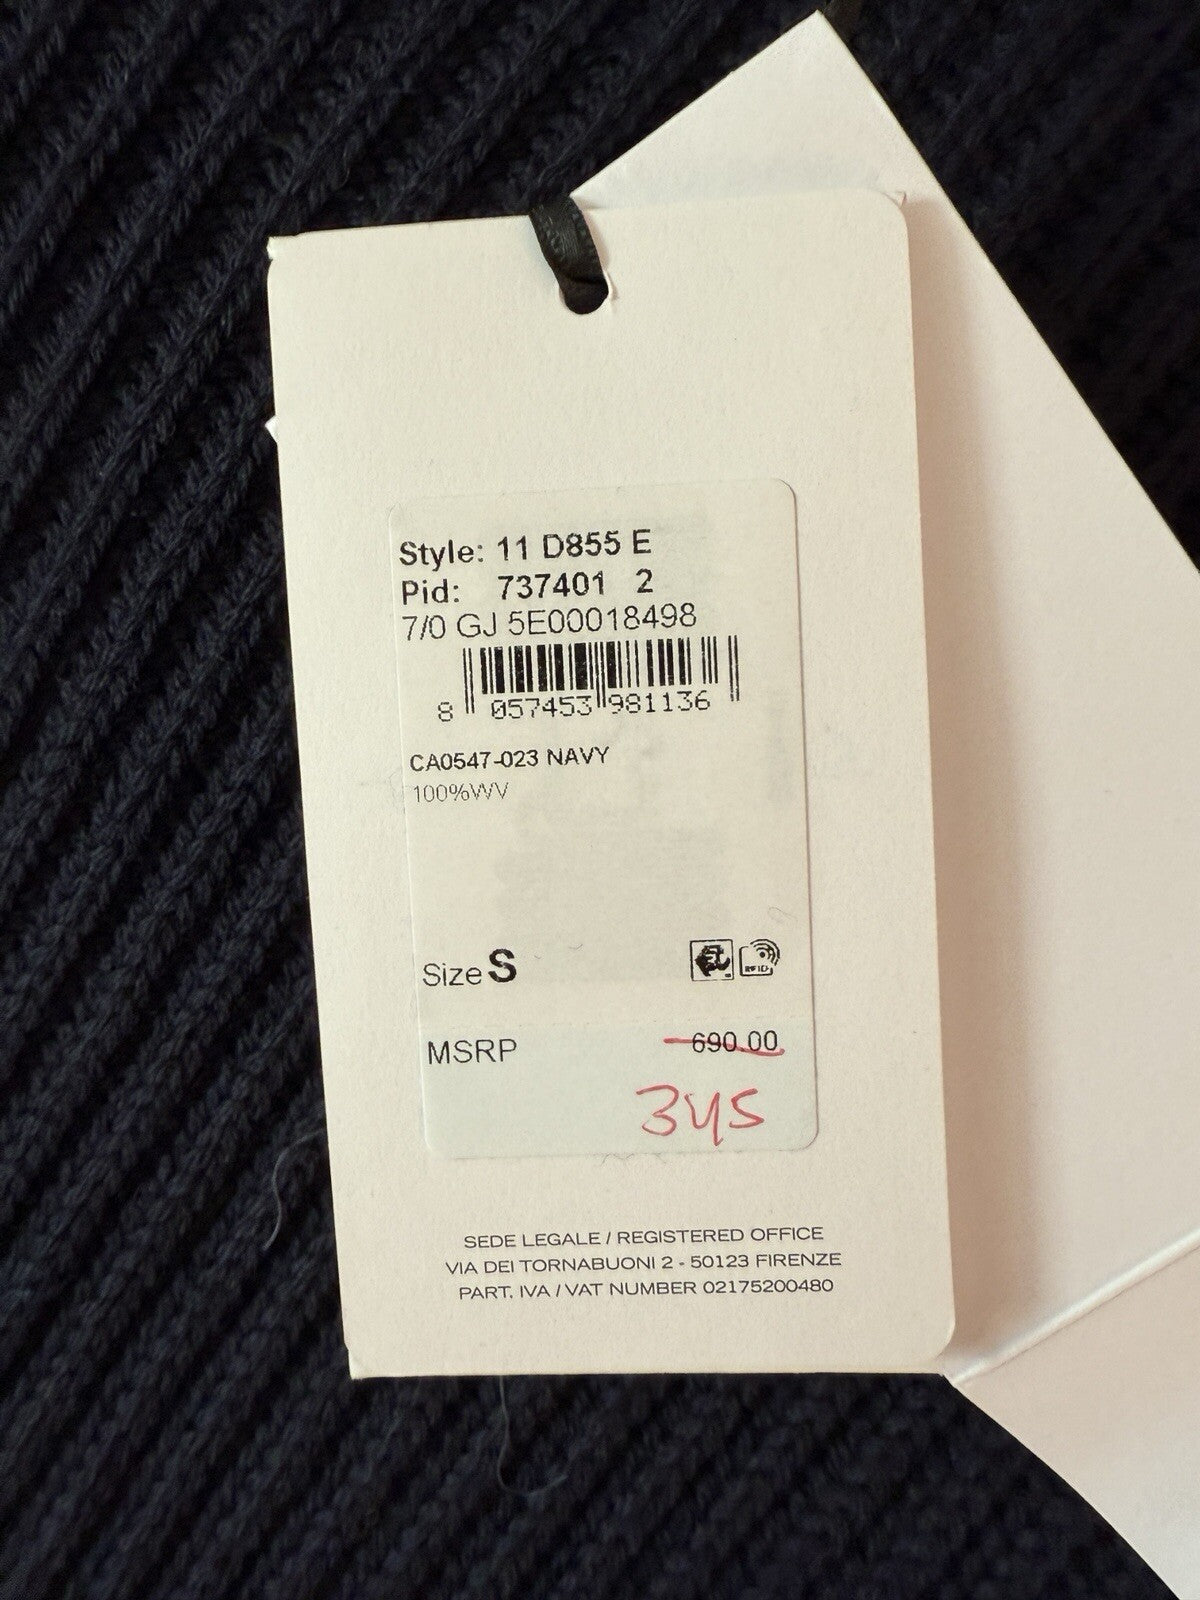 Style: 11 D855 E
Pid: 737401 2
7/0 GJ 5E00018498
8 057453 981136
CA0547-023 NAVY
100%WV
Size S
RFID
MSRP 690.00
345
SEDE LEGALE / REGISTERED OFFICE
VIA DEI TORNABUONI 2 - 50123 FIRENZE
PART. IVA / VAT NUMBER 02175200480